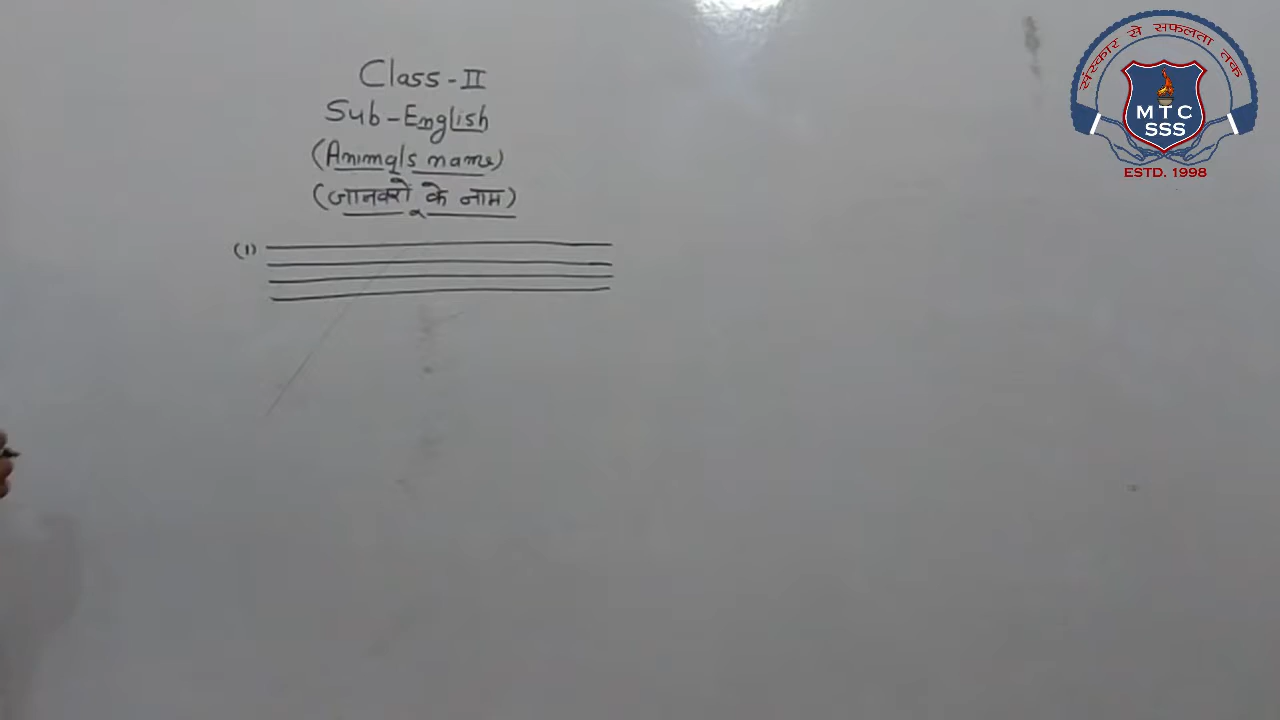 Class-II
Sub-English
(Animals name)
(जानवरों के नाम)
(1)
संस्कार से सफलता तक
MTC
SSS
ESTD. 1998